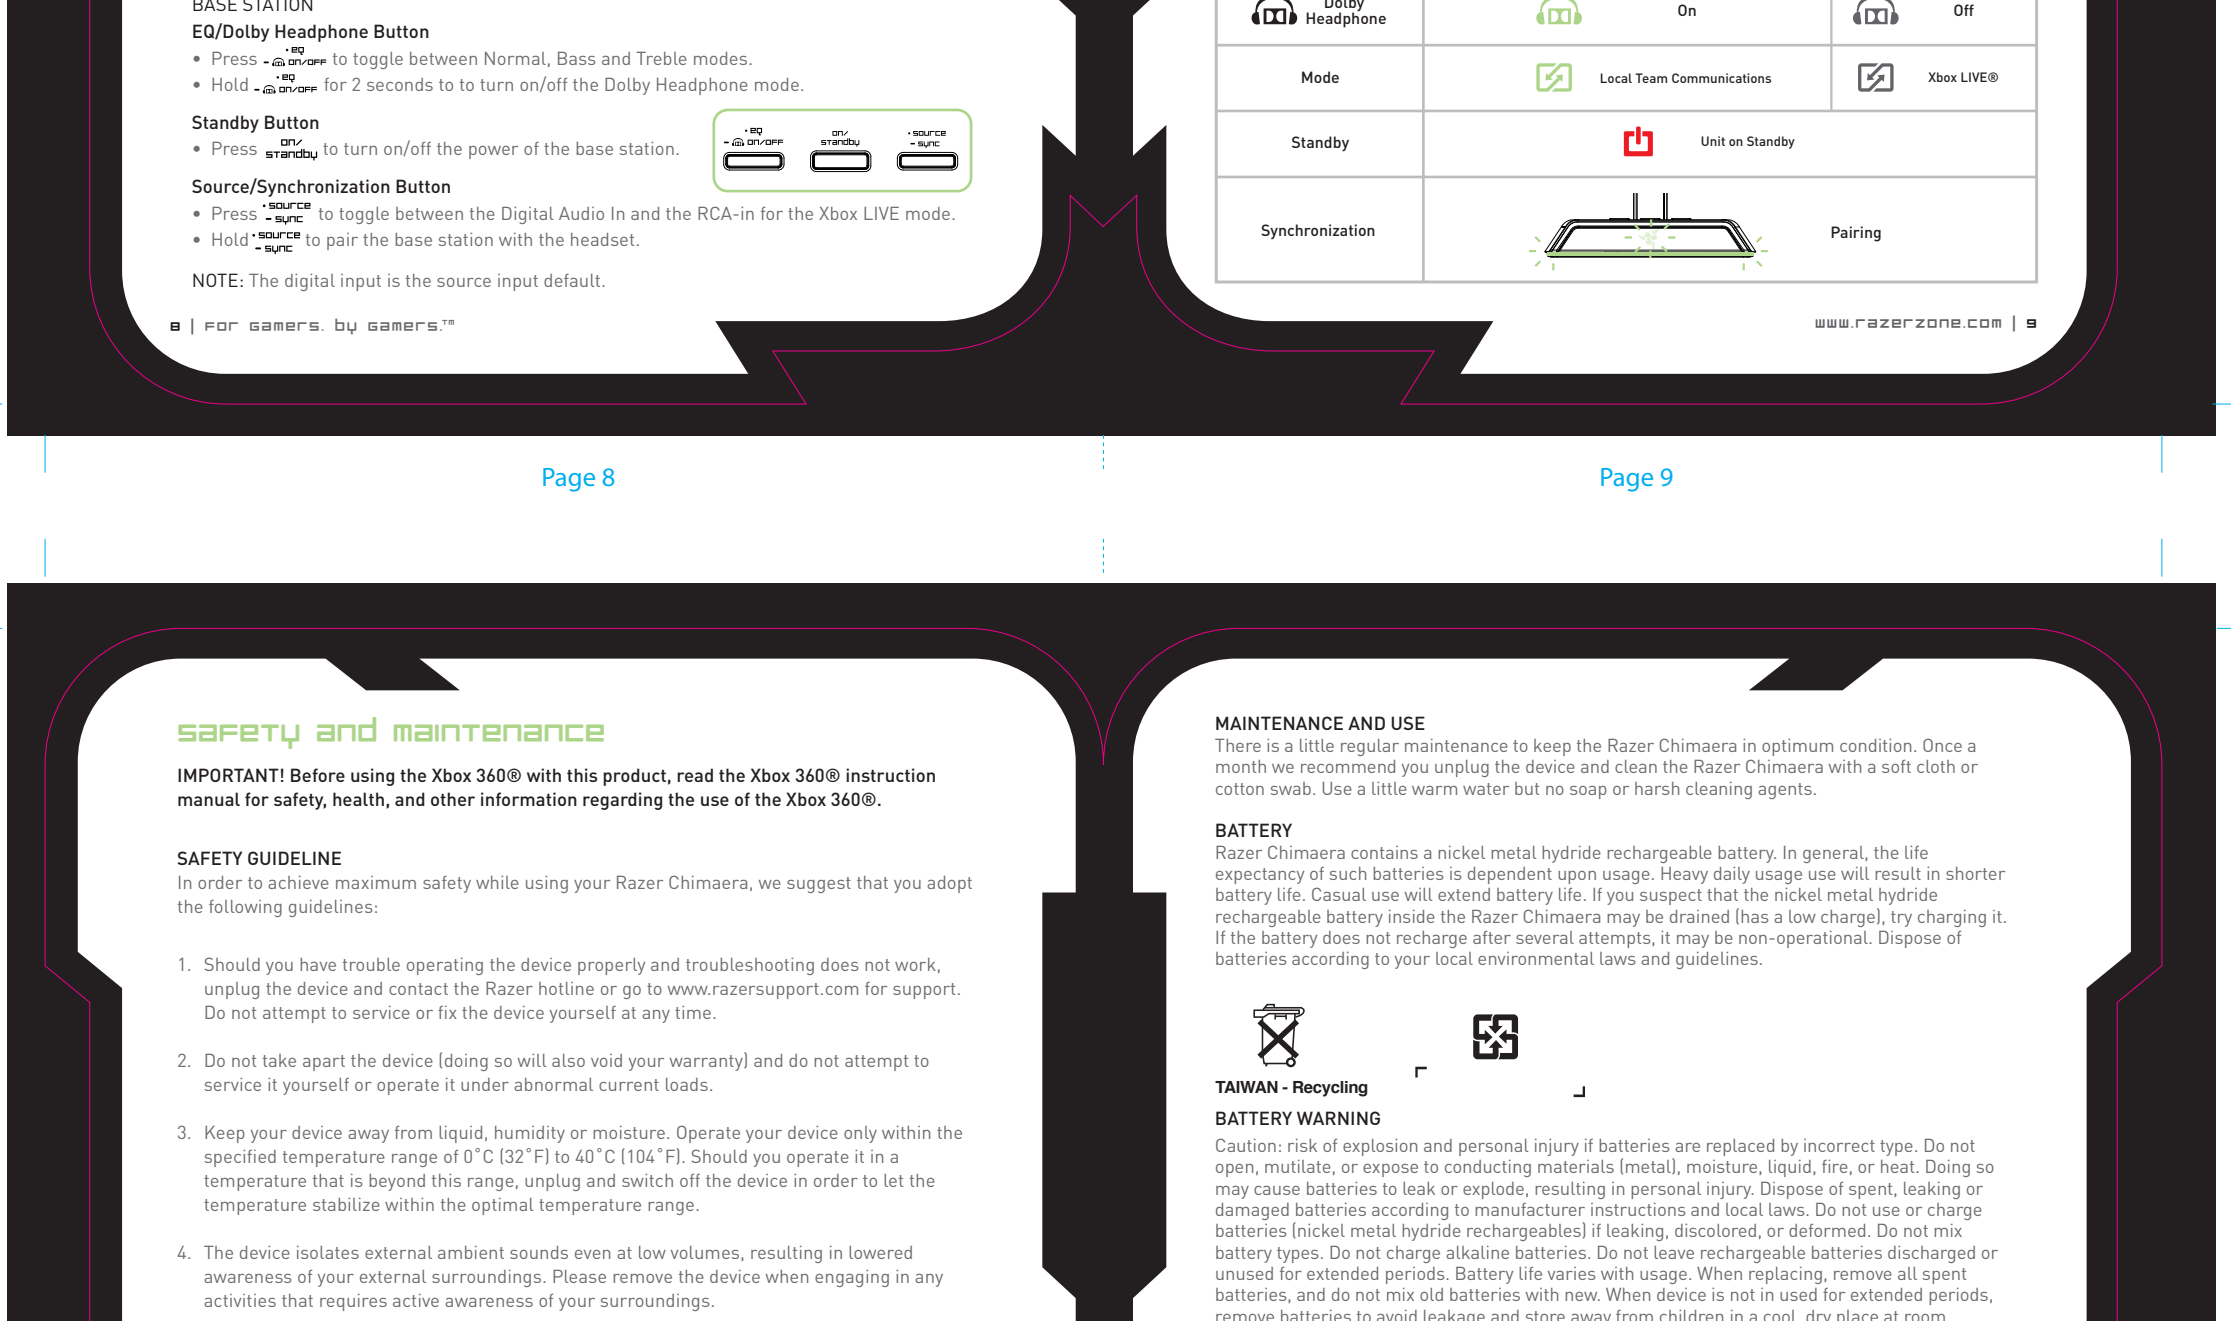 BASE STATION
EQ/Dolby Headphone Button
• Press • eq - on/off to toggle between Normal, Bass and Treble modes.
• Hold • eq - on/off for 2 seconds to to turn on/off the Dolby Headphone mode.
Standby Button
• Press on/standby to turn on/off the power of the base station.
• eq
- on/off
on/
standby
• source
- sync
Source/Synchronization Button
• Press • source - sync to toggle between the Digital Audio In and the RCA-in for the Xbox LIVE mode.
• Hold • source - sync to pair the base station with the headset.
NOTE: The digital input is the source input default.
8 | For Gamers. By Gamers.™
Dolby
Headphone
On
Off
Mode
Local Team Communications
Xbox LIVE®
Standby
Unit on Standby
Synchronization
Pairing
www.razerzone.com | 9
Page 8
Page 9
safety and maintenance
IMPORTANT! Before using the Xbox 360® with this product, read the Xbox 360® instruction
manual for safety, health, and other information regarding the use of the Xbox 360®.
SAFETY GUIDELINE
In order to achieve maximum safety while using your Razer Chimaera, we suggest that you adopt
the following guidelines:
1. Should you have trouble operating the device properly and troubleshooting does not work,
unplug the device and contact the Razer hotline or go to www.razersupport.com for support.
Do not attempt to service or fix the device yourself at any time.
2. Do not take apart the device (doing so will also void your warranty) and do not attempt to
service it yourself or operate it under abnormal current loads.
3. Keep your device away from liquid, humidity or moisture. Operate your device only within the
specified temperature range of 0˚C (32˚F) to 40˚C (104˚F). Should you operate it in a
temperature that is beyond this range, unplug and switch off the device in order to let the
temperature stabilize within the optimal temperature range.
4. The device isolates external ambient sounds even at low volumes, resulting in lowered
awareness of your external surroundings. Please remove the device when engaging in any
activities that requires active awareness of your surroundings.
MAINTENANCE AND USE
There is a little regular maintenance to keep the Razer Chimaera in optimum condition. Once a
month we recommend you unplug the device and clean the Razer Chimaera with a soft cloth or
cotton swab. Use a little warm water but no soap or harsh cleaning agents.
BATTERY
Razer Chimaera contains a nickel metal hydride rechargeable battery. In general, the life
expectancy of such batteries is dependent upon usage. Heavy daily usage use will result in shorter
battery life. Casual use will extend battery life. If you suspect that the nickel metal hydride
rechargeable battery inside the Razer Chimaera may be drained (has a low charge), try charging it.
If the battery does not recharge after several attempts, it may be non-operational. Dispose of
batteries according to your local environmental laws and guidelines.
TAIWAN - Recycling
「
」
BATTERY WARNING
Caution: risk of explosion and personal injury if batteries are replaced by incorrect type. Do not
open, mutilate, or expose to conducting materials (metal), moisture, liquid, fire, or heat. Doing so
may cause batteries to leak or explode, resulting in personal injury. Dispose of spent, leaking or
damaged batteries according to manufacturer instructions and local laws. Do not use or charge
batteries (nickel metal hydride rechargeables) if leaking, discolored, or deformed. Do not mix
battery types. Do not charge alkaline batteries. Do not leave rechargeable batteries discharged or
unused for extended periods. Battery life varies with usage. When replacing, remove all spent
batteries, and do not mix old batteries with new. When device is not in used for extended periods,
remove batteries to avoid leakage and store away from children in a cool, dry place at room